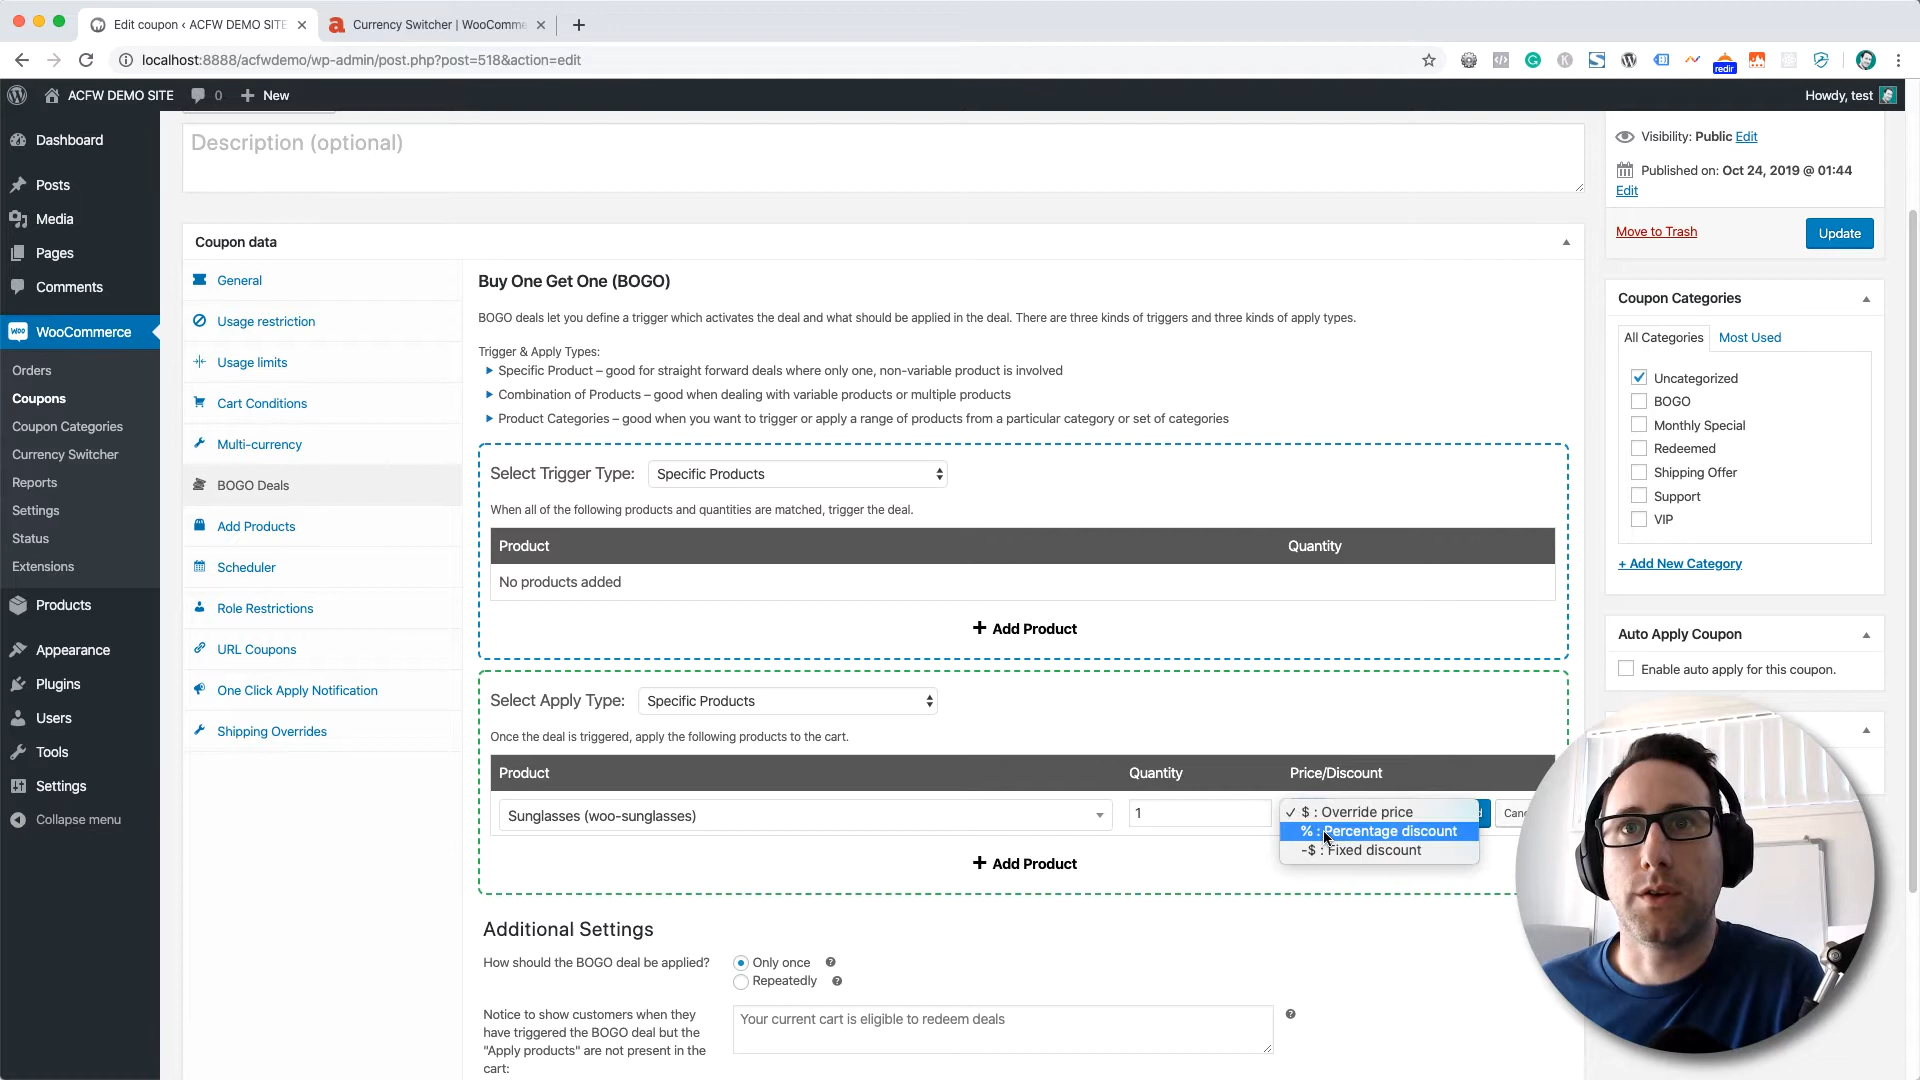 Edit coupon ‹ ACFW DEMO SITE
Currency Switcher | WooComme
localhost:8888/acfwdemo/wp-admin/post.php?post=518&action=edit
redir
ACFW DEMO SITE
0
New
Howdy, test
Dashboard
Posts
Media
Pages
Comments
WooCommerce
Orders
Coupons
Coupon Categories
Currency Switcher
Reports
Settings
Status
Extensions
Products
Appearance
Plugins
Users
Tools
Settings
Collapse menu
Description (optional)
Coupon data
General
Usage restriction
Usage limits
Cart Conditions
Multi-currency
BOGO Deals
Add Products
Scheduler
Role Restrictions
URL Coupons
One Click Apply Notification
Shipping Overrides
Buy One Get One (BOGO)
BOGO deals let you define a trigger which activates the deal and what should be applied in the deal. There are three kinds of triggers and three kinds of apply types.
Trigger & Apply Types:
Specific Product – good for straight forward deals where only one, non-variable product is involved
Combination of Products – good when dealing with variable products or multiple products
Product Categories – good when you want to trigger or apply a range of products from a particular category or set of categories
Select Trigger Type: Specific Products
When all of the following products and quantities are matched, trigger the deal.
Product Quantity
No products added
+ Add Product
Select Apply Type: Specific Products
Once the deal is triggered, apply the following products to the cart.
Product Quantity Price/Discount
Sunglasses (woo-sunglasses) 1
✓ $ : Override price
% : Percentage discount
-$ : Fixed discount
+ Add Product
Additional Settings
How should the BOGO deal be applied? Only once
Repeatedly
Notice to show customers when they
have triggered the BOGO deal but the
"Apply products" are not present in the
cart:
Your current cart is eligible to redeem deals
Visibility: Public Edit
Published on: Oct 24, 2019 @ 01:44
Edit
Move to Trash
Update
Coupon Categories
All Categories Most Used
Uncategorized
BOGO
Monthly Special
Redeemed
Shipping Offer
Support
VIP
+ Add New Category
Auto Apply Coupon
Enable auto apply for this coupon.